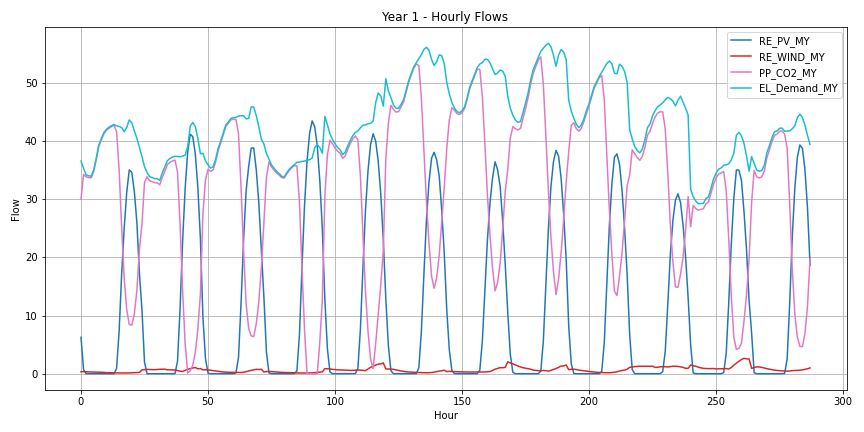 Year 1 - Hourly Flows
RE_PV_MY
RE_WIND_MY
PP_CO2_MY
EL_Demand_MY
Flow
50
40
30
20
10
0
0
50
100
150
200
250
300
Hour